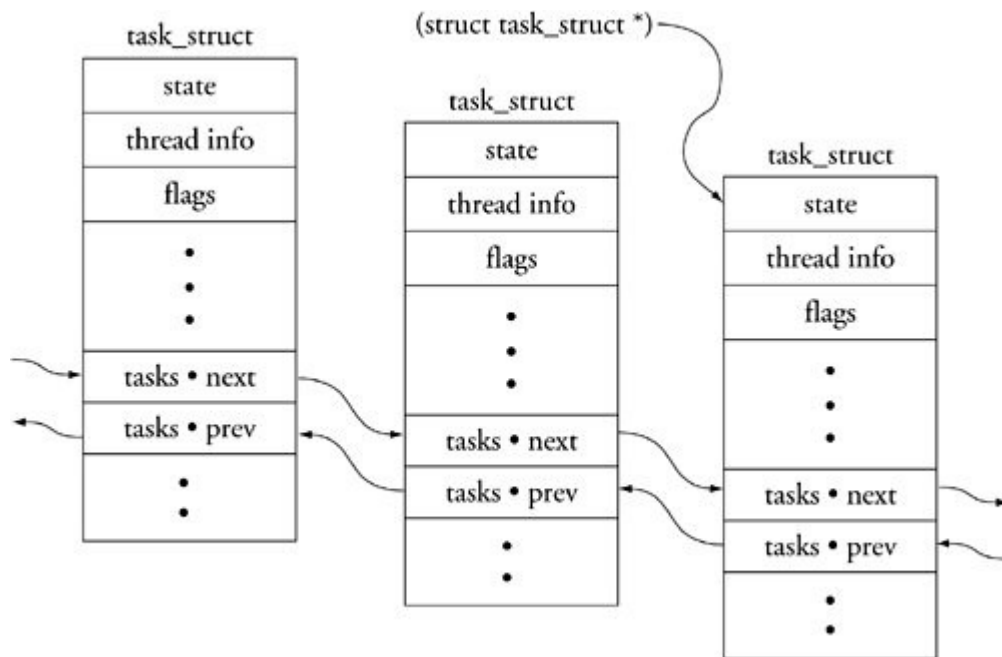 task_struct
state
thread info
flags
tasks • next
tasks • prev
task_struct
state
thread info
flags
tasks • next
tasks • prev
(struct task_struct *)
task_struct
state
thread info
flags
tasks • next
tasks • prev